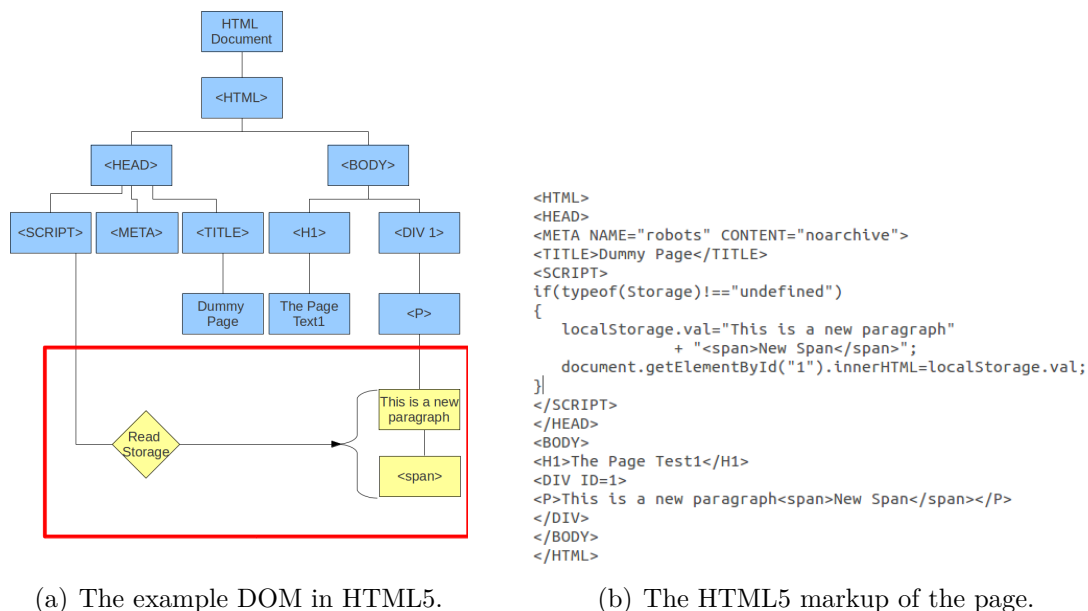 HTML
Document
<HTML>
<HEAD>
<BODY>
<SCRIPT>
<META>
<TITLE>
<H1>
<DIV 1>
Dummy
Page
The Page
Text1
<P>
This is a new
paragraph
Read
Storage
<span>
(a) The example DOM in HTML5.
<HTML>
<HEAD>
<META NAME="robots" CONTENT="noarchive">
<TITLE>Dummy Page</TITLE>
<SCRIPT>
if(typeof(Storage)!=="undefined")
{
localStorage.val="This is a new paragraph"
+ "<span>New Span</span>";
document.getElementById("1").innerHTML=localStorage.val;
}
</SCRIPT>
</HEAD>
<BODY>
<H1>The Page Test1</H1>
<DIV ID=1>
<P>This is a new paragraph<span>New Span</span></P>
</DIV>
</BODY>
</HTML>
(b) The HTML5 markup of the page.